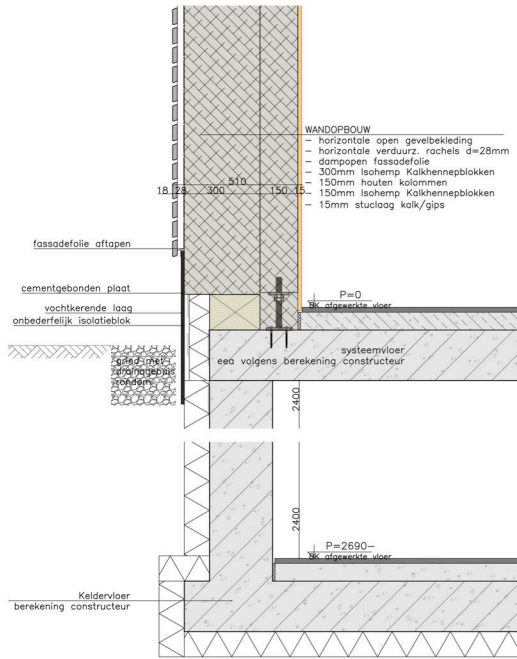 WANDOPBOUW
– horizontale open gevelbekleding
– horizontale verduurz. rachels d=28mm
– dampopen fassadefolie
– 300mm Isohemp Kalkhennepblokken
– 150mm houten kolommen
– 150mm Isohemp Kalkhennepblokken
– 15mm stuclaag kalk/gips
510
18 28 300 150 15
fassadefolie aftapen
cementgebonden plaat
vochtkerende laag
onbederfelijk isolatieblok
P=0
BK afgewerkte vloer
systeemvloer
eea volgens berekening constructeur
grind met
drainagebuis
rondom
2400
2400
P=2690-
BK afgewerkte vloer
Keldervloer
berekening constructeur